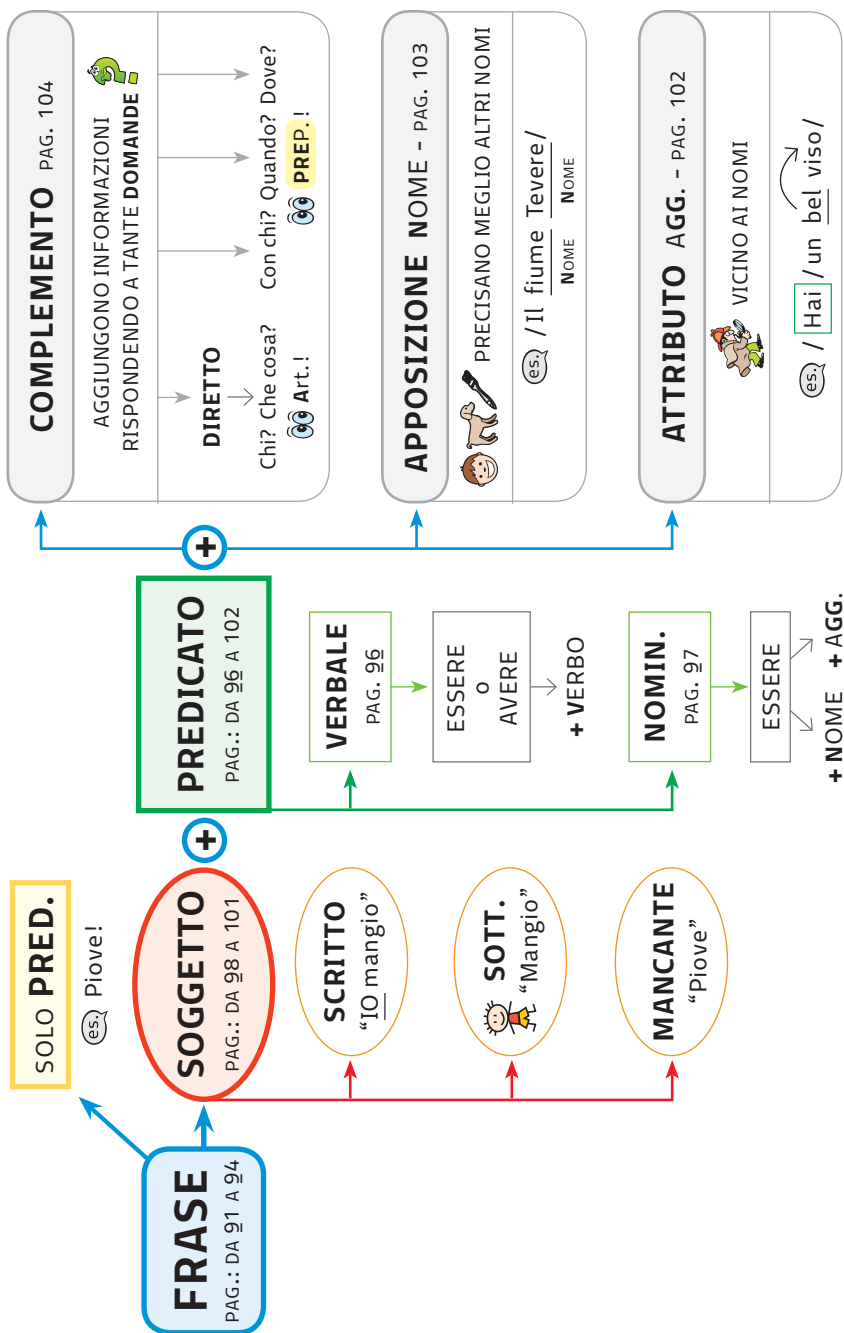 FRASE
PAG.: DA 91 A 94
SOLO PRED.
es. Piove!
SOGGETTO
PAG.: DA 98 A 101
SCRITTO
“IO mangio”
SOTT.
“Mangio”
MANCANTE
“Piove”
+
PREDICATO
PAG.: DA 96 A 102
VERBALE
PAG. 96
ESSERE
O
AVERE
+ VERBO
NOMIN.
PAG. 97
ESSERE
+ NOME + AGG.
+
COMPLEMENTO PAG. 104
AGGIUNGONO INFORMAZIONI
RISPONDENDO A TANTE DOMANDE
DIRETTO
Chi? Che cosa? Con chi? Quando? Dove?
Art.! PREP.!
APPOSIZIONE NOME - PAG. 103
PRECISANO MEGLIO ALTRI NOMI
es. /Il fiume Tevere/
NOME NOME
ATTRIBUTO AGG. - PAG. 102
VICINO AI NOMI
es. / Hai /un bel viso/